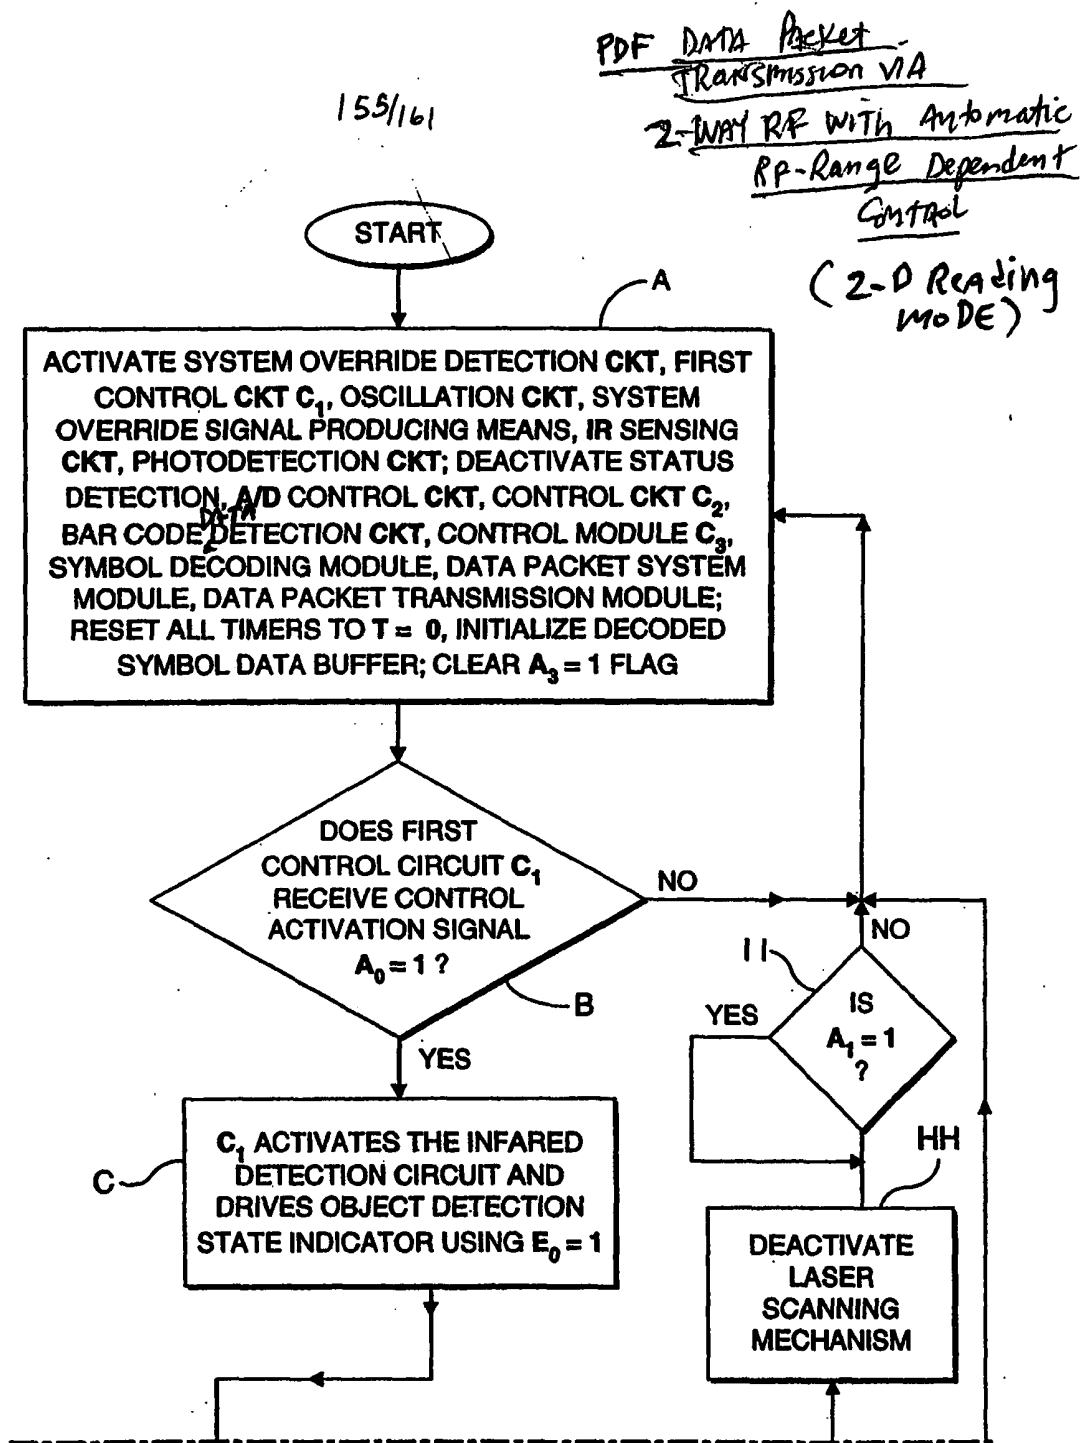 PDF DATA Packet
Transmission VIA
155/161
2-WAY RF WITH Automatic
RF-Range Dependent
Control
(2-D Reading
MODE)
START
A
ACTIVATE SYSTEM OVERRIDE DETECTION CKT, FIRST
CONTROL CKT C₁, OSCILLATION CKT, SYSTEM
OVERRIDE SIGNAL PRODUCING MEANS, IR SENSING
CKT, PHOTODETECTION CKT; DEACTIVATE STATUS
DETECTION, A/D CONTROL CKT, CONTROL CKT C₂,
DATA
BAR CODE DETECTION CKT, CONTROL MODULE C₃,
SYMBOL DECODING MODULE, DATA PACKET SYSTEM
MODULE, DATA PACKET TRANSMISSION MODULE;
RESET ALL TIMERS TO T = 0, INITIALIZE DECODED
SYMBOL DATA BUFFER; CLEAR A₃ = 1 FLAG
DOES FIRST
CONTROL CIRCUIT C₁
RECEIVE CONTROL
ACTIVATION SIGNAL
A₀ = 1 ?
NO
B
YES
NO
II
YES
IS
A₁ = 1
?
C
C₁ ACTIVATES THE INFARED
DETECTION CIRCUIT AND
DRIVES OBJECT DETECTION
STATE INDICATOR USING E₀ = 1
HH
DEACTIVATE
LASER
SCANNING
MECHANISM